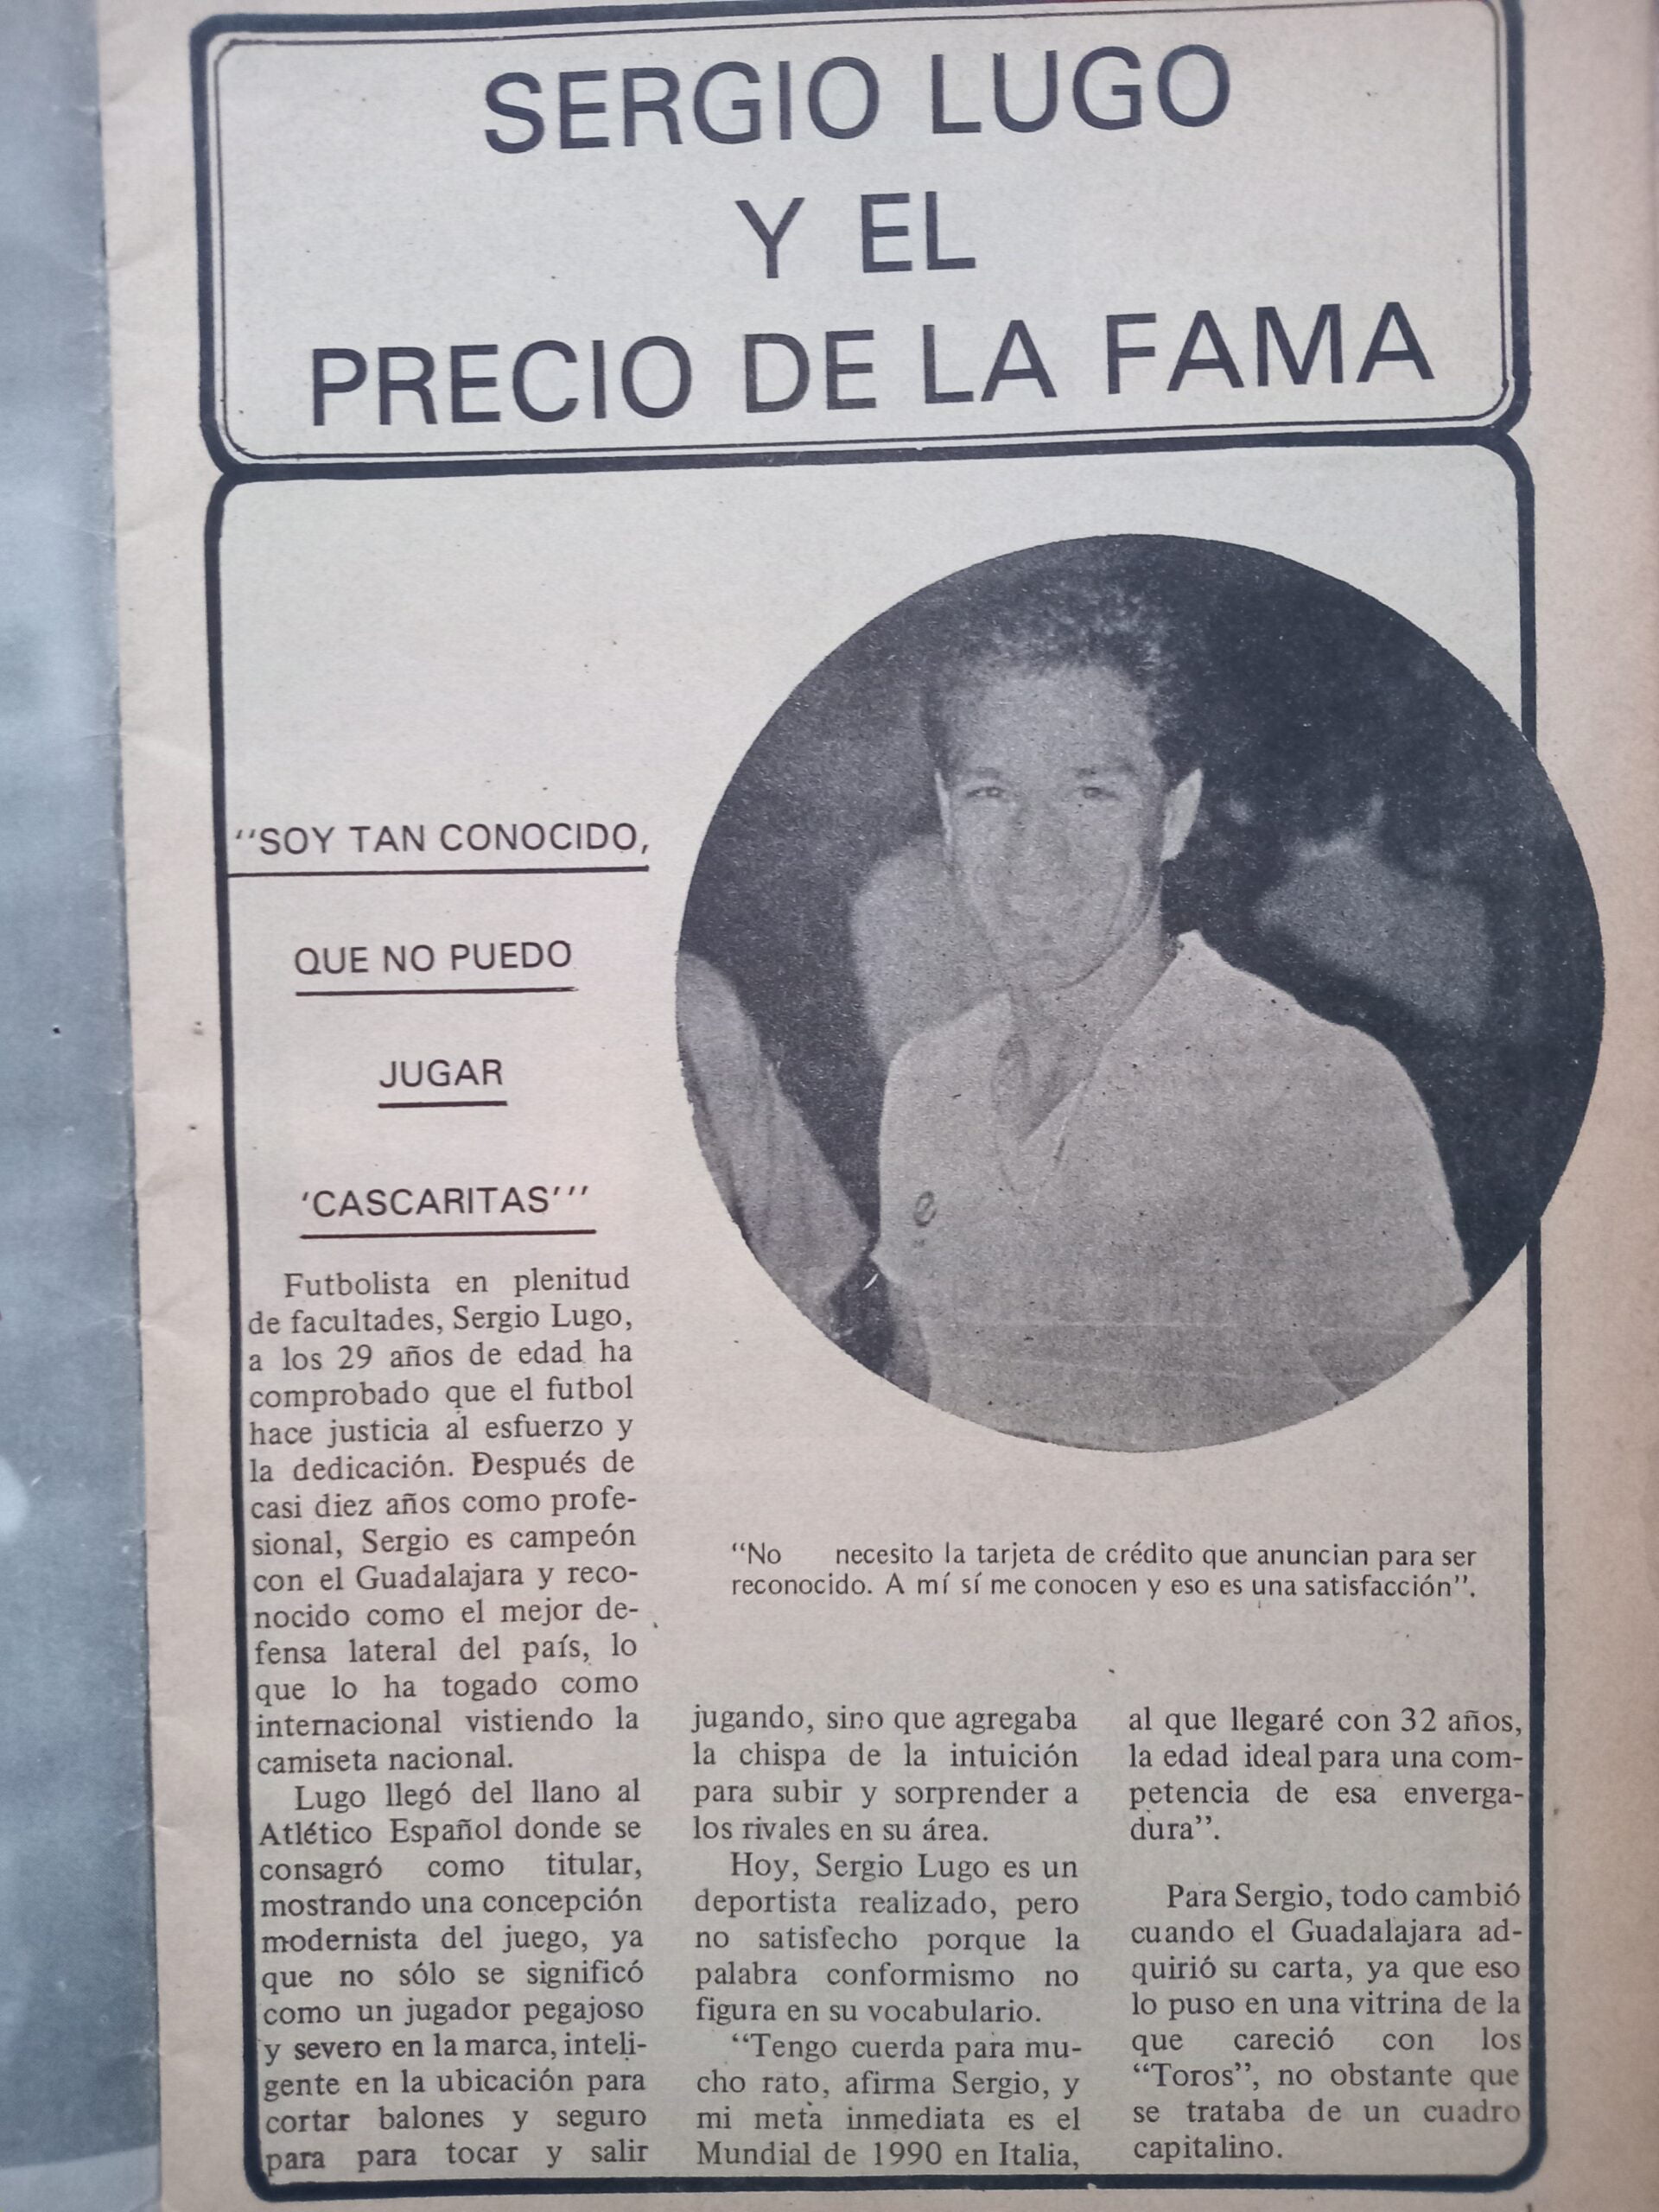 SERGIO LUGO
Y EL
PRECIO DE LA FAMA
''SOY TAN CONOCIDO,
QUE NO PUEDO
JUGAR
'CASCARITAS'''
Futbolista en plenitud
de facultades, Sergio Lugo,
a los 29 años de edad ha
comprobado que el futbol
hace justicia al esfuerzo y
la dedicación. Después de
casi diez años como profe-
sional, Sergio es campeón
con el Guadalajara y reco-
nocido como el mejor de-
fensa lateral del país, lo
que lo ha togado como
internacional vistiendo la
camiseta nacional.
Lugo llegó del llano al
Atlético Español donde se
consagró como titular,
mostrando una concepción
modernista del juego, ya
que no sólo se significó
como un jugador pegajoso
y severo en la marca, inteli-
gente en la ubicación para
cortar balones y seguro
para para tocar y salir
e
"No necesito la tarjeta de crédito que anuncian para ser
reconocido. A mí sí me conocen y eso es una satisfacción".
jugando, sino que agregaba
la chispa de la intuición
para subir y sorprender a
los rivales en su área.
Hoy, Sergio Lugo es un
deportista realizado, pero
no satisfecho porque la
palabra conformismo no
figura en su vocabulario.
"Tengo cuerda para mu-
cho rato, afirma Sergio, y
mi meta inmediata es el
Mundial de 1990 en Italia,
al que llegaré con 32 años,
la edad ideal para una com-
petencia de esa enverga-
dura".
Para Sergio, todo cambió
cuando el Guadalajara ad-
quirió su carta, ya que eso
lo puso en una vitrina de la
que careció con los
"Toros", no obstante que
se trataba de un cuadro
capitalino.